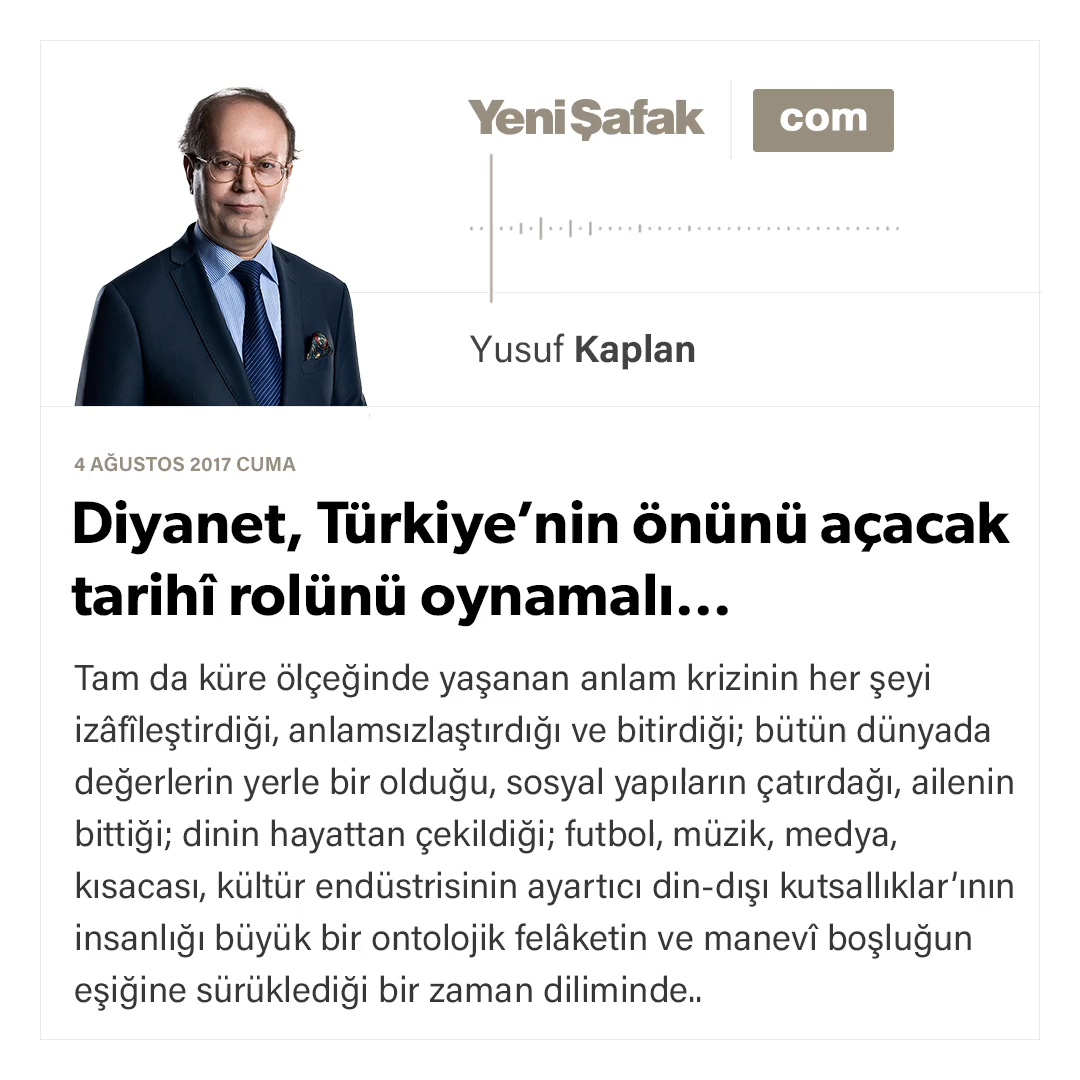 Yeni Şafak
com
Yusuf Kaplan
4 AĞUSTOS 2017 CUMA
Diyanet, Türkiye’nin önünü açacak
tarihî rolünü oynamalı...
Tam da küre ölçeğinde yaşanan anlam krizinin her şeyi
izâfîleştirdiği, anlamsızlaştırdığı ve bitirdiği; bütün dünyada
değerlerin yerle bir olduğu, sosyal yapıların çatırdağı, ailenin
bittiği; dinin hayattan çekildiği; futbol, müzik, medya,
kısacası, kültür endüstrisinin ayartıcı din-dışı kutsallıklar’ının
insanlığı büyük bir ontolojik felâketin ve manevî boşluğun
eşiğine sürüklediği bir zaman diliminde..